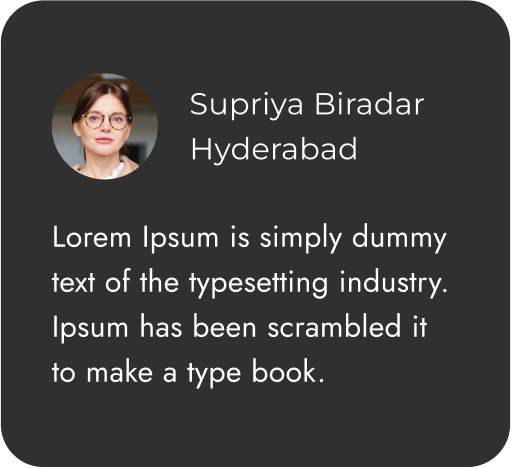 Supriya Biradar
Hyderabad
Lorem Ipsum is simply dummy
text of the typesetting industry.
Ipsum has been scrambled it
to make a type book.